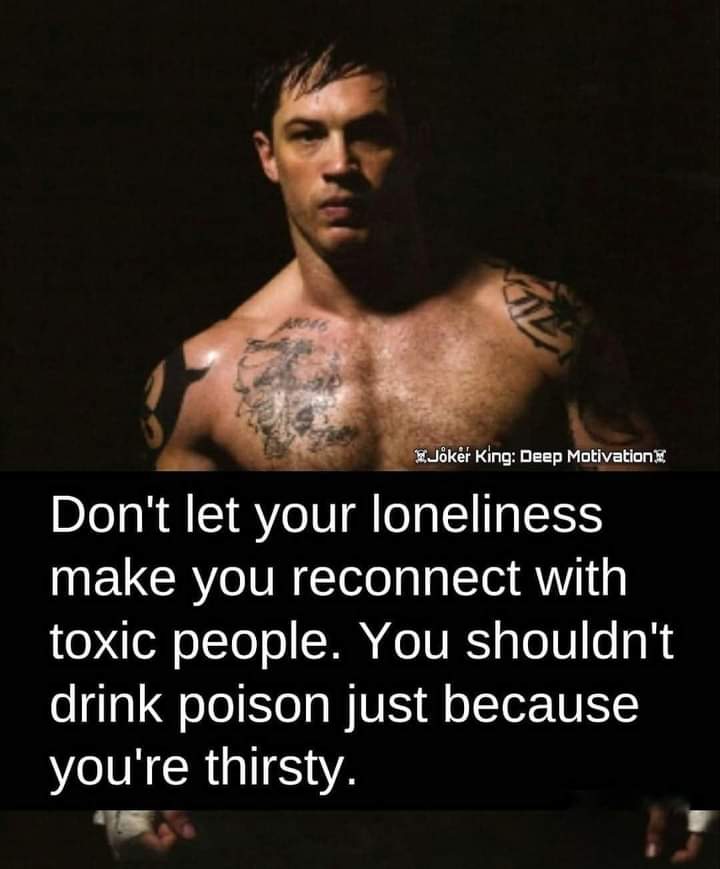 ☠Jôkêr King: Deep Motivation☠
Don't let your loneliness
make you reconnect with
toxic people. You shouldn't
drink poison just because
you're thirsty.